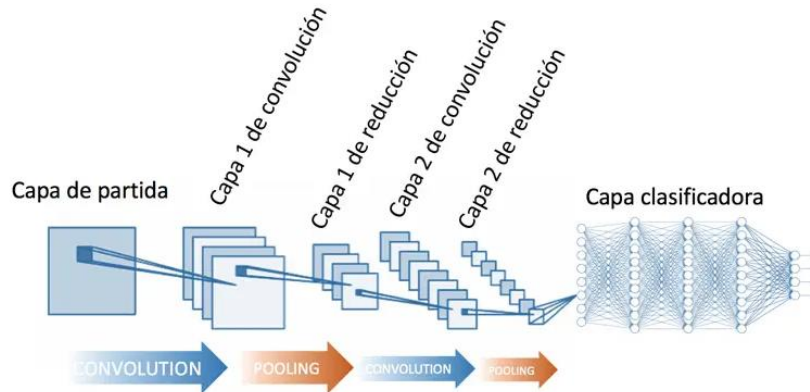 Capa de partida
Capa 1 de convolución
Capa 1 de reducción
Capa 2 de convolución
Capa 2 de reducción
Capa clasificadora
CONVOLUTION
POOLING
CONVOLUTION
POOLING